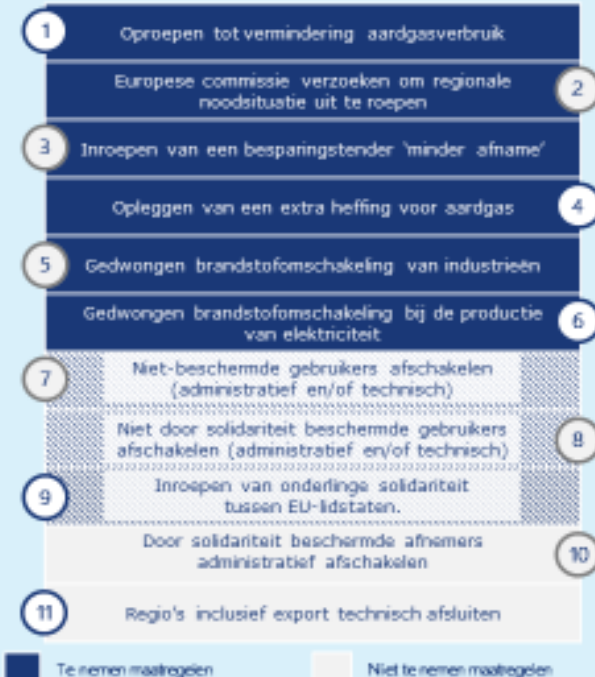 1
Oproepen tot vermindering aardgasverbruik
Europese commissie verzoeken om regionale
noodsituatie uit te roepen
2
3
Inroepen van een besparingstender 'minder afname'
Opleggen van een extra heffing voor aardgas
4
5
Gedwongen brandstofomschakeling van industrieën
Gedwongen brandstofomschakeling bij de productie
van elektriciteit
6
7
Niet-beschermde gebruikers afschakelen
(administratief en/of technisch)
Niet door solidariteit beschermde gebruikers
afschakelen (administratief en/of technisch)
8
9
Inroepen van onderlinge solidariteit
tussen EU-lidstaten.
Door solidariteit beschermde afnemers
administratief afschakelen
10
11
Regio's inclusief export technisch afsluiten
Te nemen maatregelen
Niet te nemen maatregelen